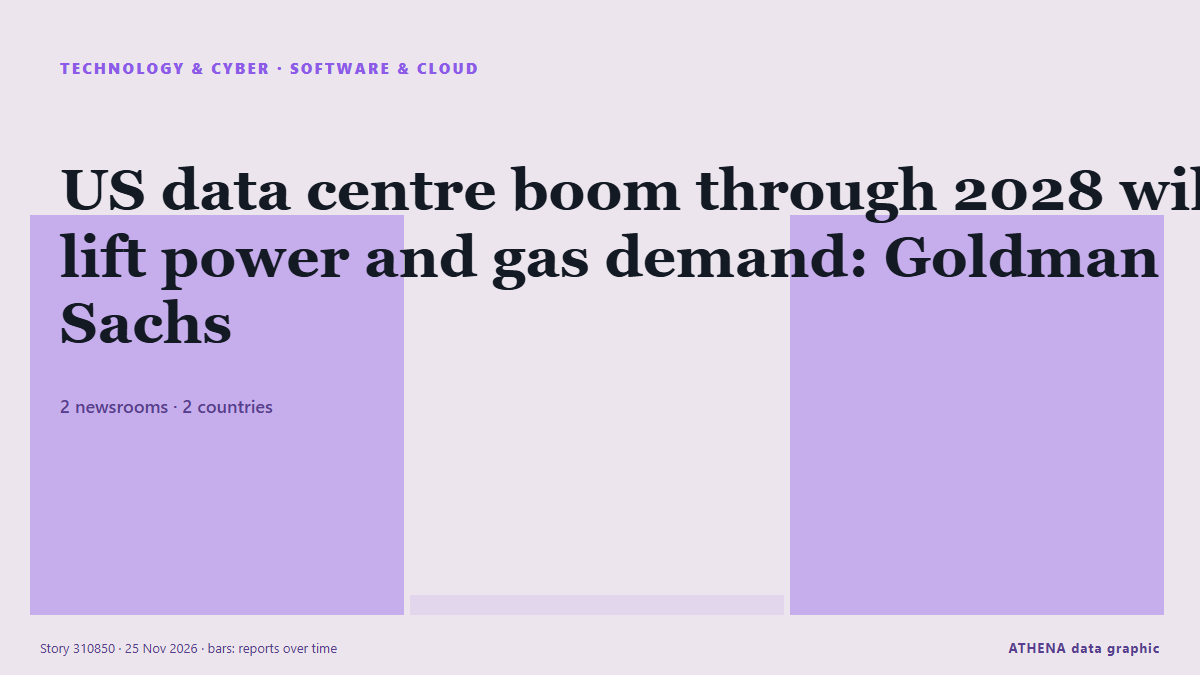 TECHNOLOGY & CYBER · SOFTWARE & CLOUD
US data centre boom through 2028 wil
lift power and gas demand: Goldman
Sachs
2 newsrooms · 2 countries
Story 310850 · 25 Nov 2026 · bars: reports over time
ATHENA data graphic